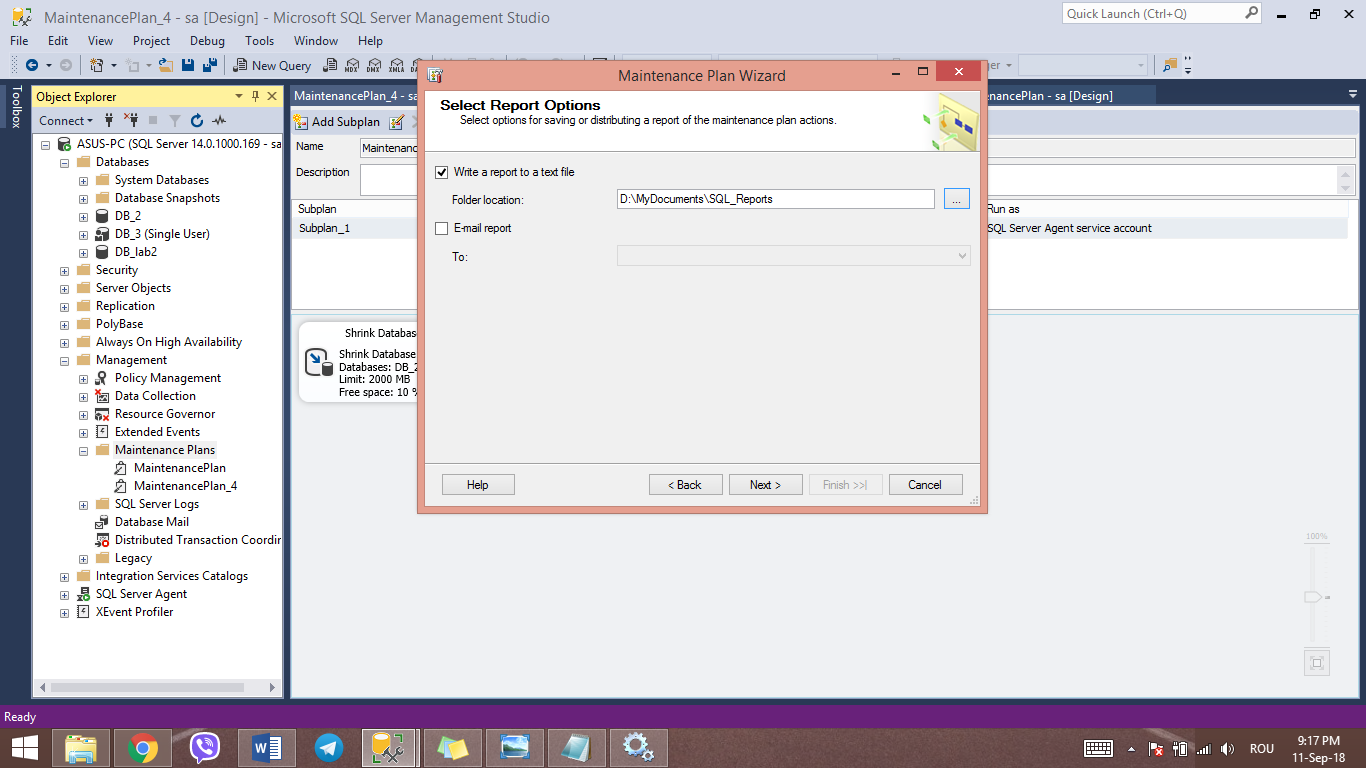 MaintenancePlan_4 - sa [Design] - Microsoft SQL Server Management Studio
Quick Launch (Ctrl+Q)
File Edit View Project Debug Tools Window Help
New Query
MDX DMX XMLA DAX
Toolbox
Object Explorer
Connect
ASUS-PC (SQL Server 14.0.1000.169 - sa
Databases
System Databases
Database Snapshots
DB_2
DB_3 (Single User)
DB_lab2
Security
Server Objects
Replication
PolyBase
Always On High Availability
Management
Policy Management
Data Collection
Resource Governor
Extended Events
Maintenance Plans
MaintenancePlan
MaintenancePlan_4
SQL Server Logs
Database Mail
Distributed Transaction Coordin
Legacy
Integration Services Catalogs
SQL Server Agent
XEvent Profiler
MaintenancePlan_4 - sa
tenancePlan - sa [Design]
Add Subplan
Name
Maintenanc
Description
Subplan
Run as
Subplan_1
SQL Server Agent service account
Shrink Databas
Shrink Database
Databases: DB_2
Limit: 2000 MB
Free space: 10 %
100%
Maintenance Plan Wizard
Select Report Options
Select options for saving or distributing a report of the maintenance plan actions.
Write a report to a text file
Folder location:
D:\MyDocuments\SQL_Reports
...
E-mail report
To:
Help
< Back
Next >
Finish >>|
Cancel
Ready
ROU
9:17 PM
11-Sep-18